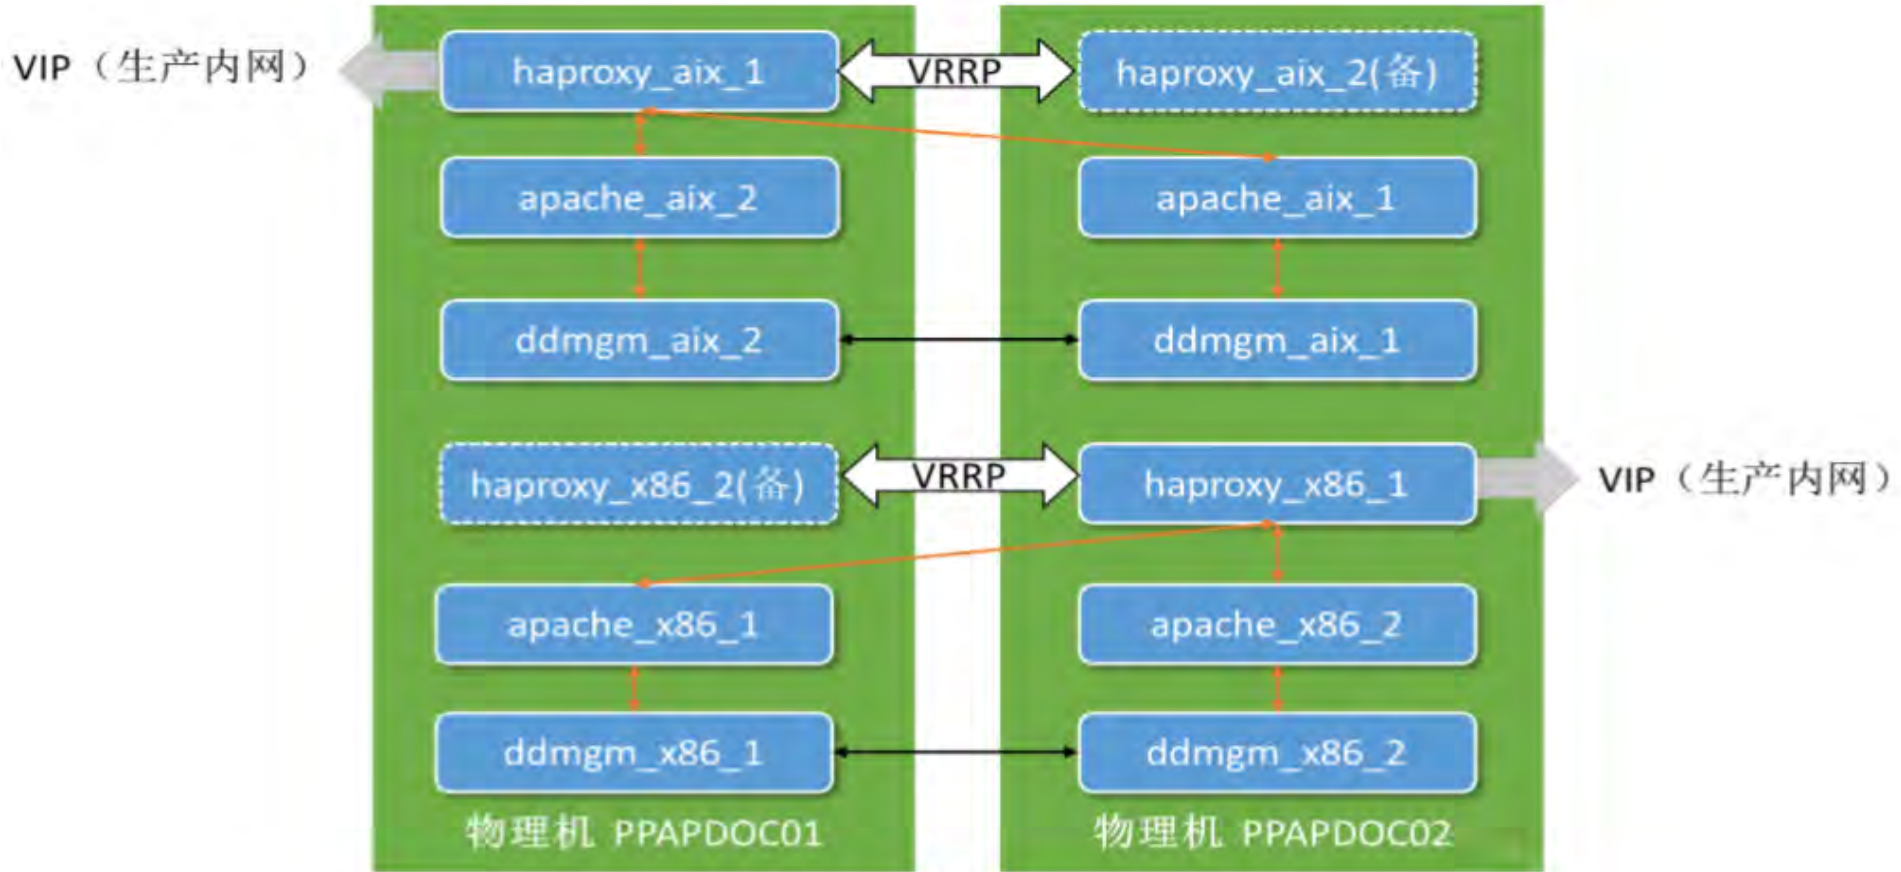 VIP（生产内网）
haproxy_aix_1
VRRP
haproxy_aix_2(备)
apache_aix_2
apache_aix_1
ddmgm_aix_2
ddmgm_aix_1
haproxy_x86_2(备)
VRRP
haproxy_x86_1
VIP（生产内网）
apache_x86_1
apache_x86_2
ddmgm_x86_1
ddmgm_x86_2
物理机 PPAPDOC01
物理机 PPAPDOC02